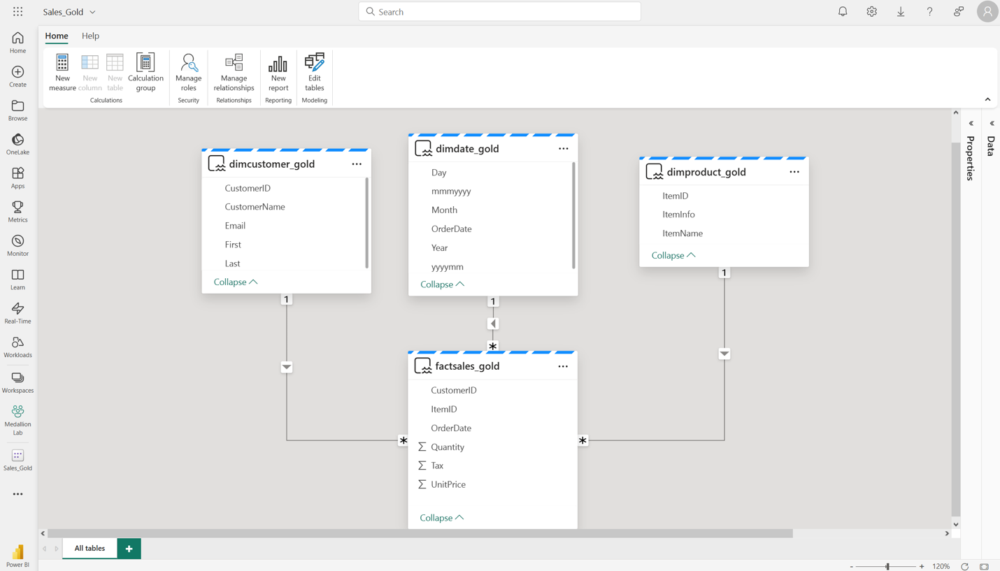 Sales_Gold
Search
Home
Help
New measure
New column
New table
Calculation group
Calculations
Manage roles
Security
Manage relationships
Relationships
New report
Reporting
Edit tables
Modeling
Home
Create
Browse
OneLake
Apps
Metrics
Monitor
Learn
Real-Time
Workloads
Workspaces
Medallion Lab
Sales_Gold
Power BI
dimcustomer_gold
CustomerID
CustomerName
Email
First
Last
Collapse
1
dimdate_gold
Day
mmmyyyy
Month
OrderDate
Year
yyyymm
Collapse
1
*
dimproduct_gold
ItemID
ItemInfo
ItemName
Collapse
1
factsales_gold
CustomerID
ItemID
OrderDate
∑ Quantity
∑ Tax
∑ UnitPrice
Collapse
*
*
Properties
Data
All tables
+
- + 120%